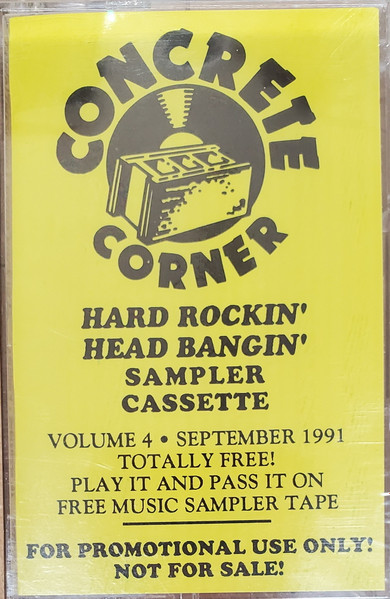 CONCRETE
CORNER
HARD ROCKIN'
HEAD BANGIN'
SAMPLER
CASSETTE
VOLUME 4 • SEPTEMBER 1991
TOTALLY FREE!
PLAY IT AND PASS IT ON
FREE MUSIC SAMPLER TAPE
FOR PROMOTIONAL USE ONLY!
NOT FOR SALE!